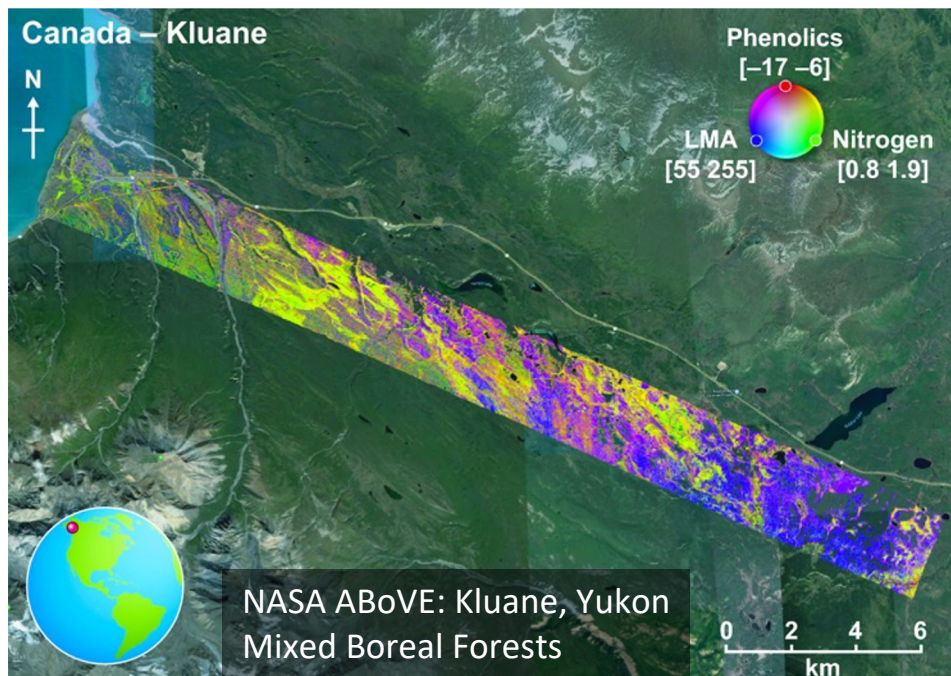 Canada – Kluane
N
Phenolics
[–17 –6]
LMA
[55 255]
Nitrogen
[0.8 1.9]
NASA ABoVE: Kluane, Yukon
Mixed Boreal Forests
0 2 4 6
km